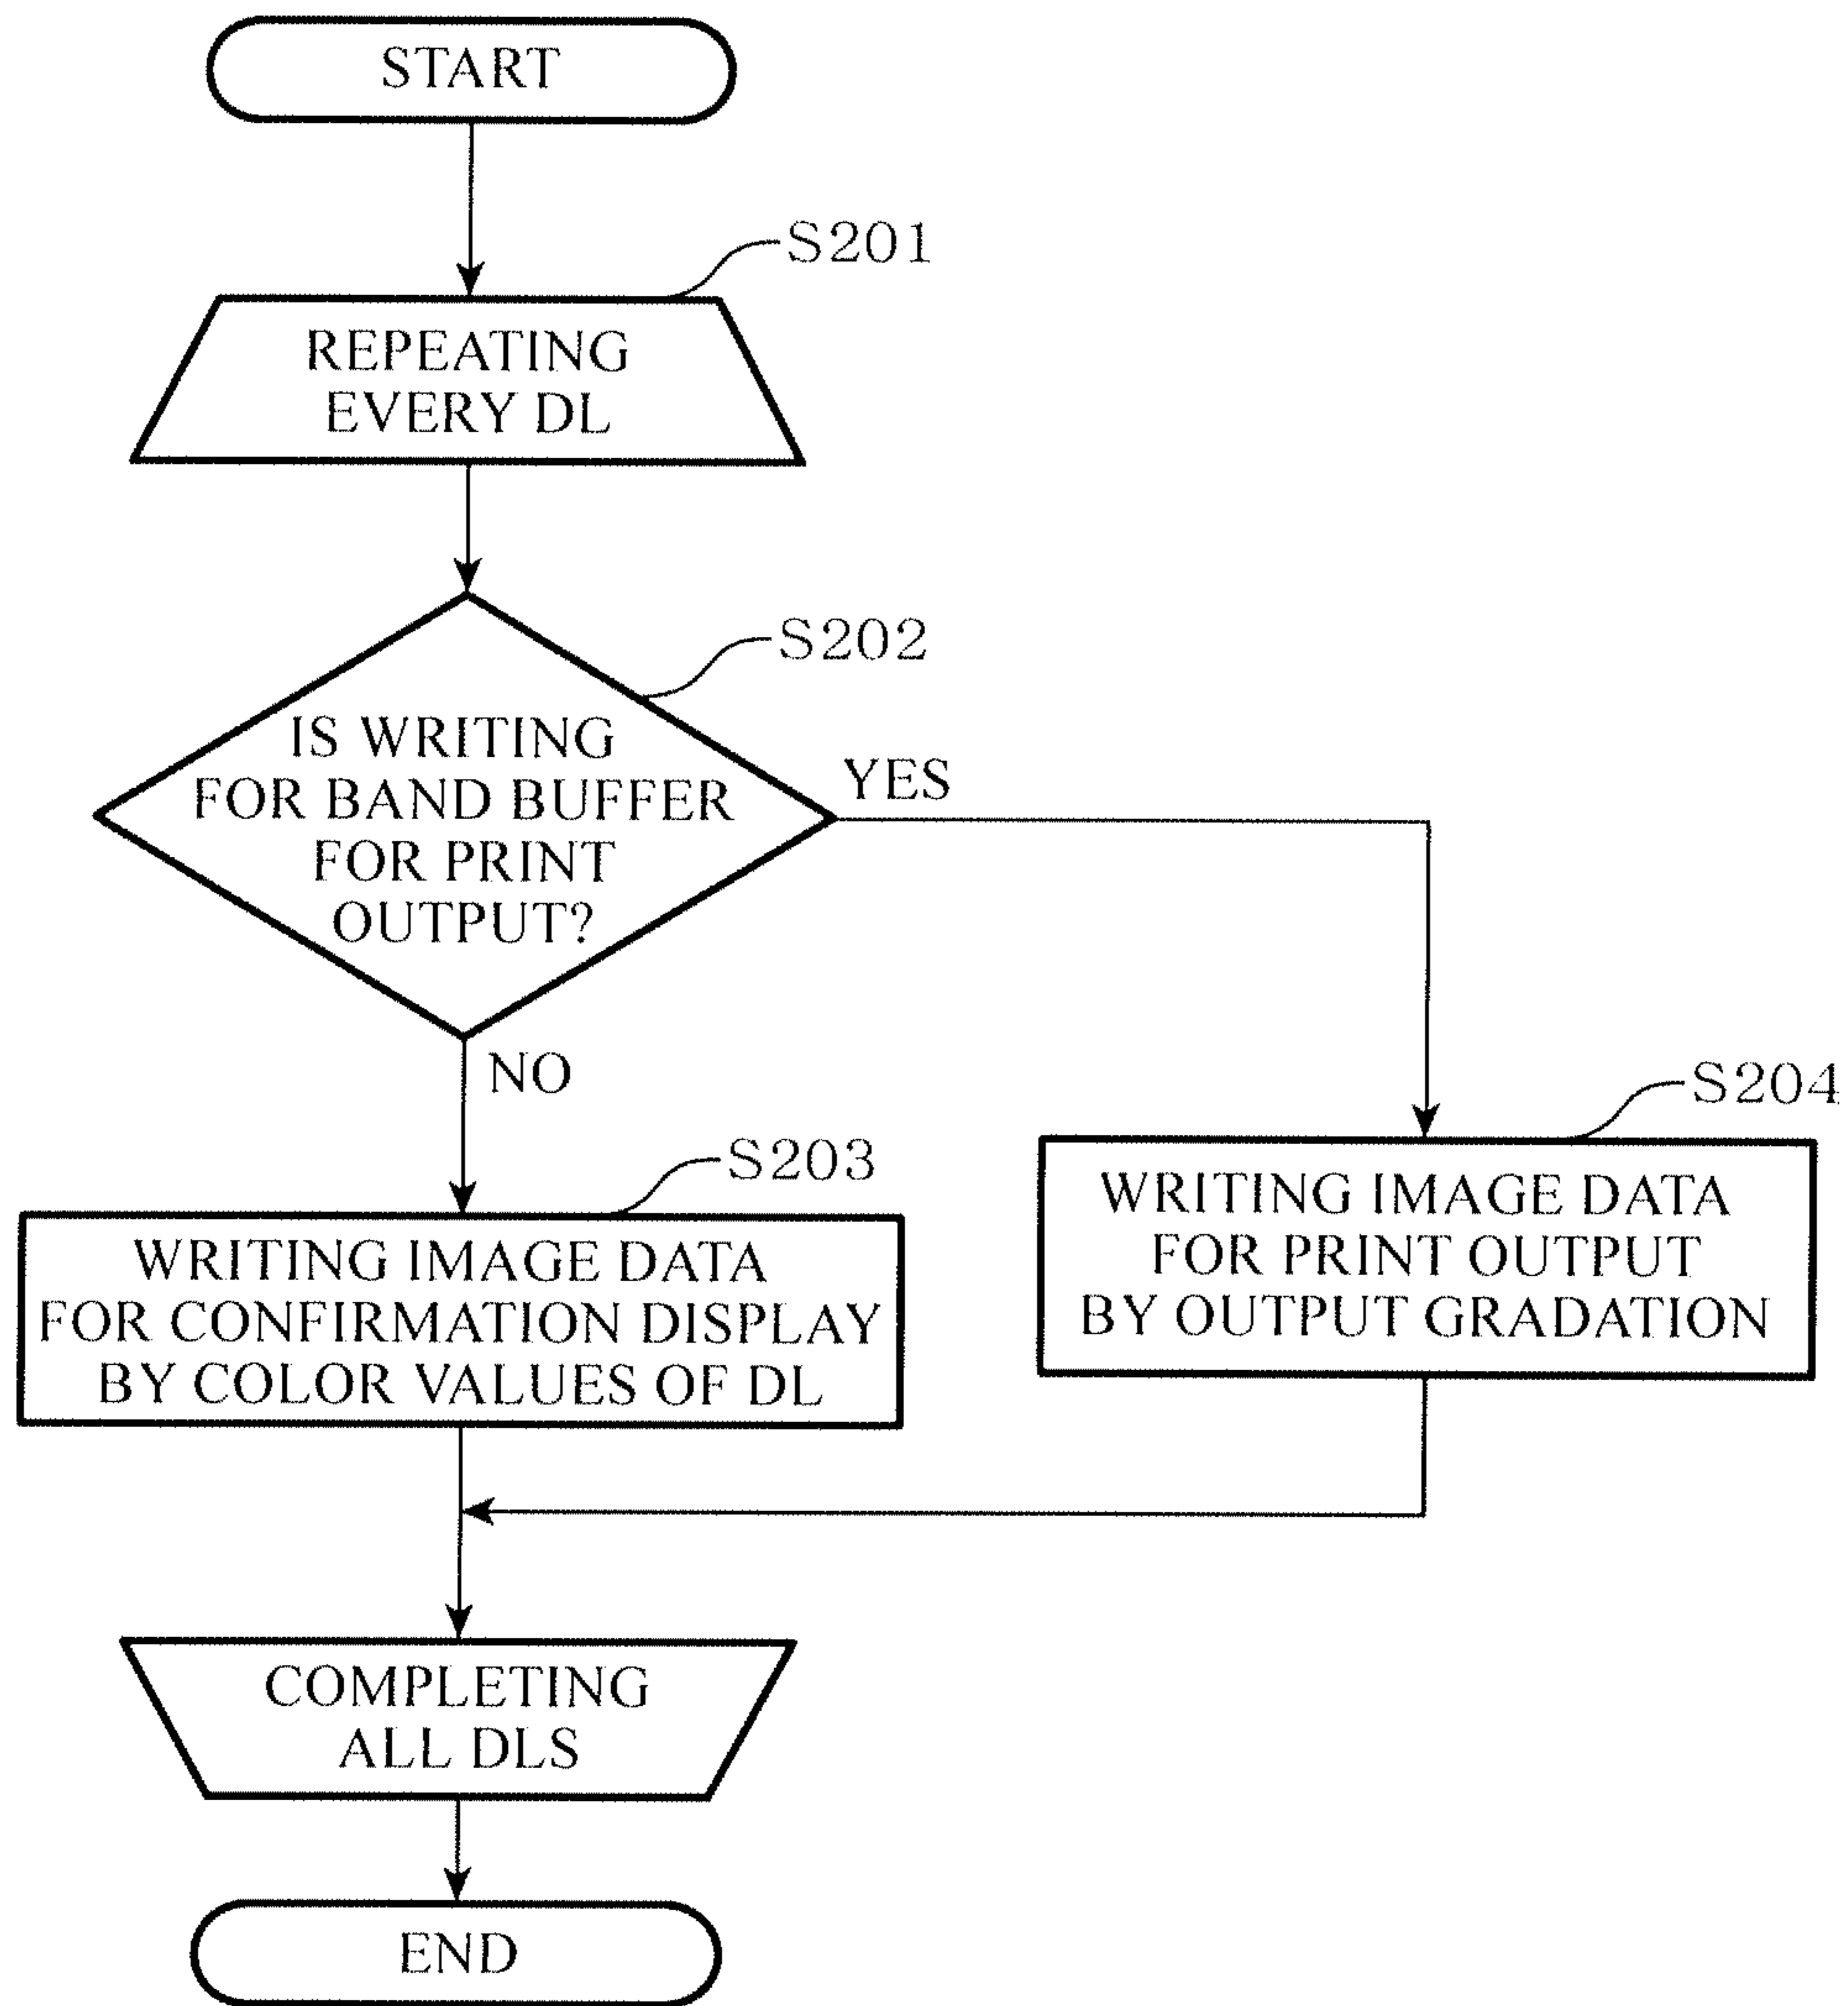 START
S201
REPEATING
EVERY DL
S202
IS WRITING
FOR BAND BUFFER
FOR PRINT
OUTPUT?
YES
NO
S203
WRITING IMAGE DATA
FOR CONFIRMATION DISPLAY
BY COLOR VALUES OF DL
S204
WRITING IMAGE DATA
FOR PRINT OUTPUT
BY OUTPUT GRADATION
COMPLETING
ALL DLS
END